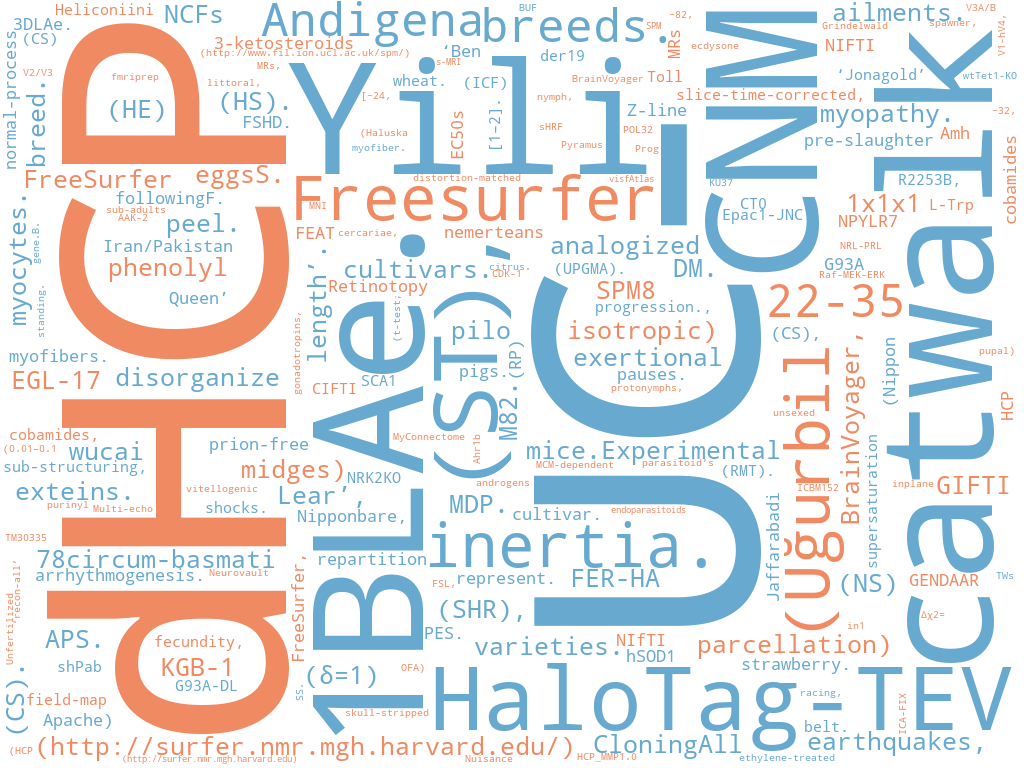 Heliconiini
NCFs
Andigena
BUF
breeds.
SPM
~82,
ailments.
V3A/B
spawner,
3DLAe.
(CS)
3-ketosteroids
(http://www.fil.ion.ucl.ac.uk/spm/)
'Ben
s-MRI
der19
MRs
ecdysone
Grindelwald
NIFTI
V1-hV4,
normal-process
V2/V3
fmriprep
MRs,
littoral,
Yili
wheat.
(ICF)
BrainVoyager
Toll
CNM
'Jonagold'
wtTet1-KO
breed.
(HE)
(HS).
FSHD.
[−24,
nymph,
slice-time-corrected,
Z-line
myopathy.
−32,
(Haluska
myofiber.
EC50s
[1–2].
sHRF
Pyramus
POL32
Prog
pre-slaughter
Amh
cobamides
FreeSurfer
eggsS.
distortion-matched
visfAtlas
KU37
R2253B,
followingF.
sub-adults
AAK-2
MNI
Freesurfer
CT0
Epac1-JNC
1x1x1
L-Trp
NPYLR7
myocytes.
gene.B.
peel.
Iran/Pakistan
FEAT
cercariae,
nemerteans
analogized
NRL-PRL
phenolyl
length'.
cultivars.”
citrus.
CDK-1
(UPGMA).
DM.
G93A
Raf-MEK-ERK
Queen'
Retinotopy
SPM8
22-35
standing.
gonadotropins,
(t-test;
pilo
progression.,
isotropic)
(CS),
myofibers.
exertional
(Nippon
pupal)
EGL-17
disorganize
CIFTI
SCA1
pigs.
(RP)
pauses.
protonymphs,
HCP
dHCP
1BLAe.
(ST)
M82.
CU
unsexed
(Ugurbil
BrainVoyager,
catwalk
cobamides,
(0.01–0.1
wucai
prion-free
MyConnectome
Ahr1b
mice.Experimental
sub-structuring,
midges)
NRK2KO
MCM-dependent
parasitoid's
(RMT).
supersaturation
exteins.
vitellogenic
Lear',
androgens
ICBM152
inplane
GIFTI
purinyl
Multi-echo
shocks.
Nipponbare,
MDP.
cultivar.
endoparasitoids
Jaffarabadi
TM30335
78circum-basmati
repartition
inertia.
arrhythmogenesis.
Neurovault
FSL,
represent.
FER-HA
(NS)
GENDAAR
TWs
Unfertilized
recon-all'
FreeSurfer,
(SHR),
Δχ2=
APS.
fecundity,
PES.
varieties.
NIfTI
hSOD1
parcellation)
in1
shPab
KGB-1
G93A-DL
(δ=1)
OFA)
strawberry.
(CS).
field-map
Apache)
SS.
skull-stripped
HaloTag-TEV
racing,
belt.
ICA-FIX
(HCP
(http://surfer.nmr.mgh.harvard.edu/)
(http://surfer.nmr.mgh.harvard.edu)
Nuisance
CloningAll
HCP_MMP1.0
ethylene-treated
earthquakes,